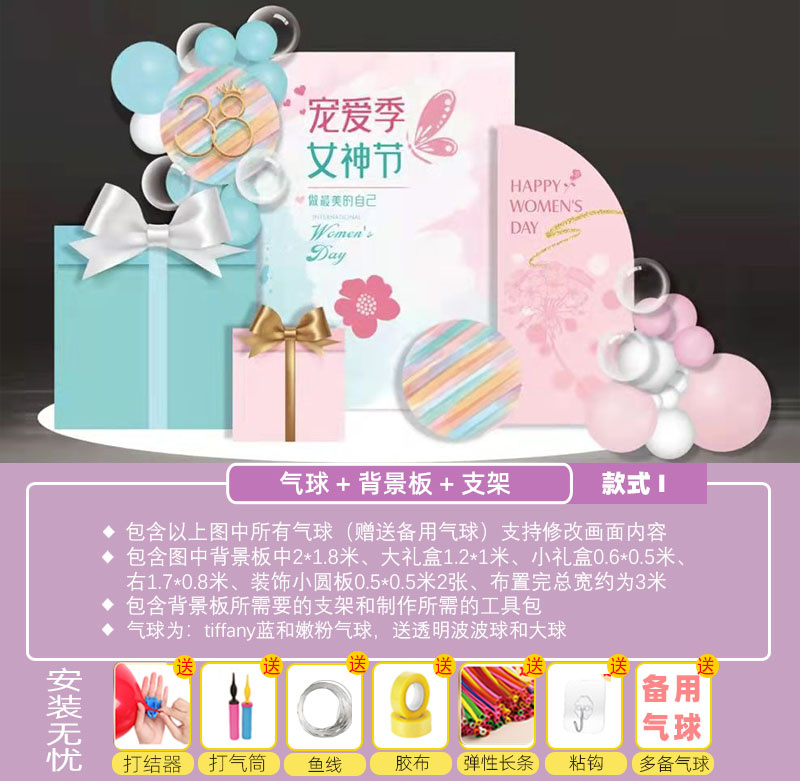 38
宠爱季
女神节
做最美的自己
INTERNATIONAL
Women's
Day
HAPPY
WOMEN'S
DAY
气球 + 背景板 + 支架
款式 I
◆ 包含以上图中所有气球（赠送备用气球）支持修改画面内容
◆ 包含图中背景板中2*1.8米、大礼盒1.2*1米、小礼盒0.6*0.5米、
右1.7*0.8米、装饰小圆板0.5*0.5米2张、布置完总宽约为3米
◆ 包含背景板所需要的支架和制作所需的工具包
◆ 气球为：tiffany蓝和嫩粉气球，送透明波波球和大球
安装无忧
送 送 送 送 送 送 送
备用
气球
打结器 打气筒 鱼线 胶布 弹性长条 粘钩 多备气球